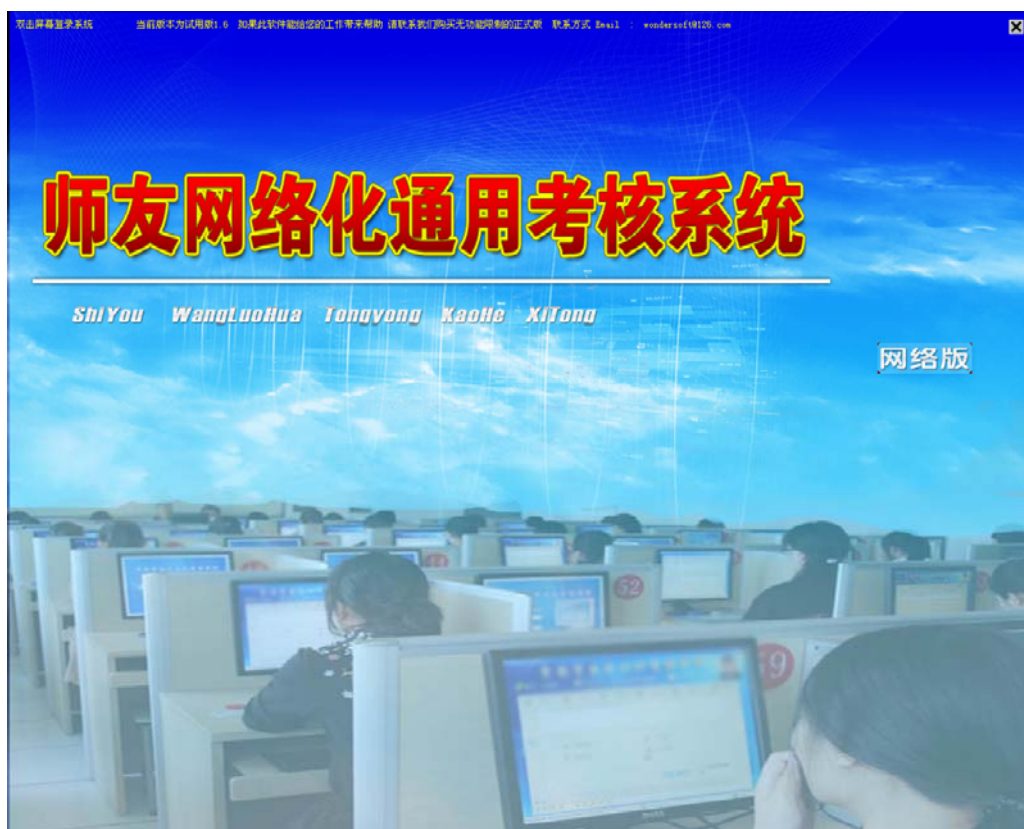 双击屏幕登录系统 当前版本为试用版1.6 如果此软件能给您的工作带来帮助 请联系我们购买无功能限制的正式版 联系方式 Email : wondersoft@126.com
师友网络化通用考核系统
ShiYou WangLuoHua Tongyong KaoHe XiTong
网络版
52
59